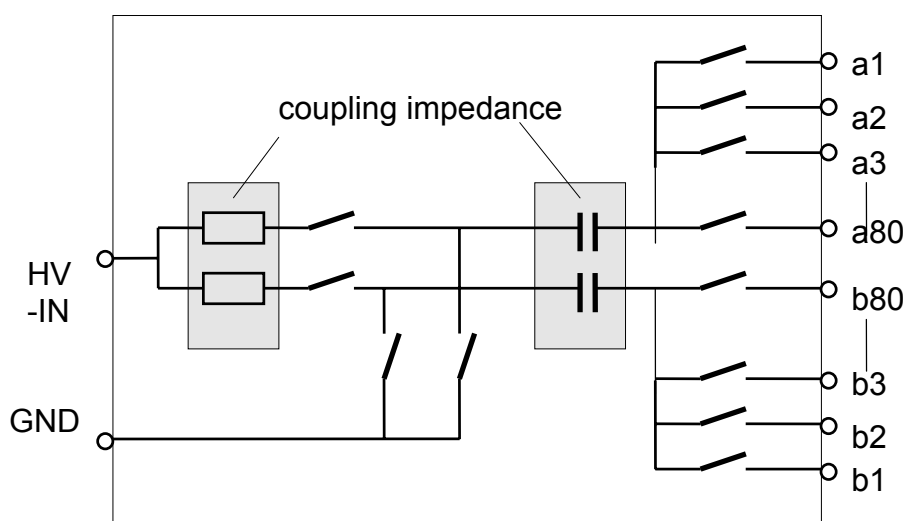 coupling impedance
HV
-IN
GND
a1
a2
a3
a80
b80
b3
b2
b1